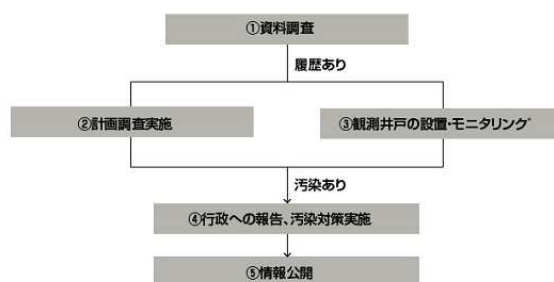 ①資料調査
履歴あり
②計画調査実施
③観測井戸の設置・モニタリング
汚染あり
④行政への報告、汚染対策実施
⑤情報公開